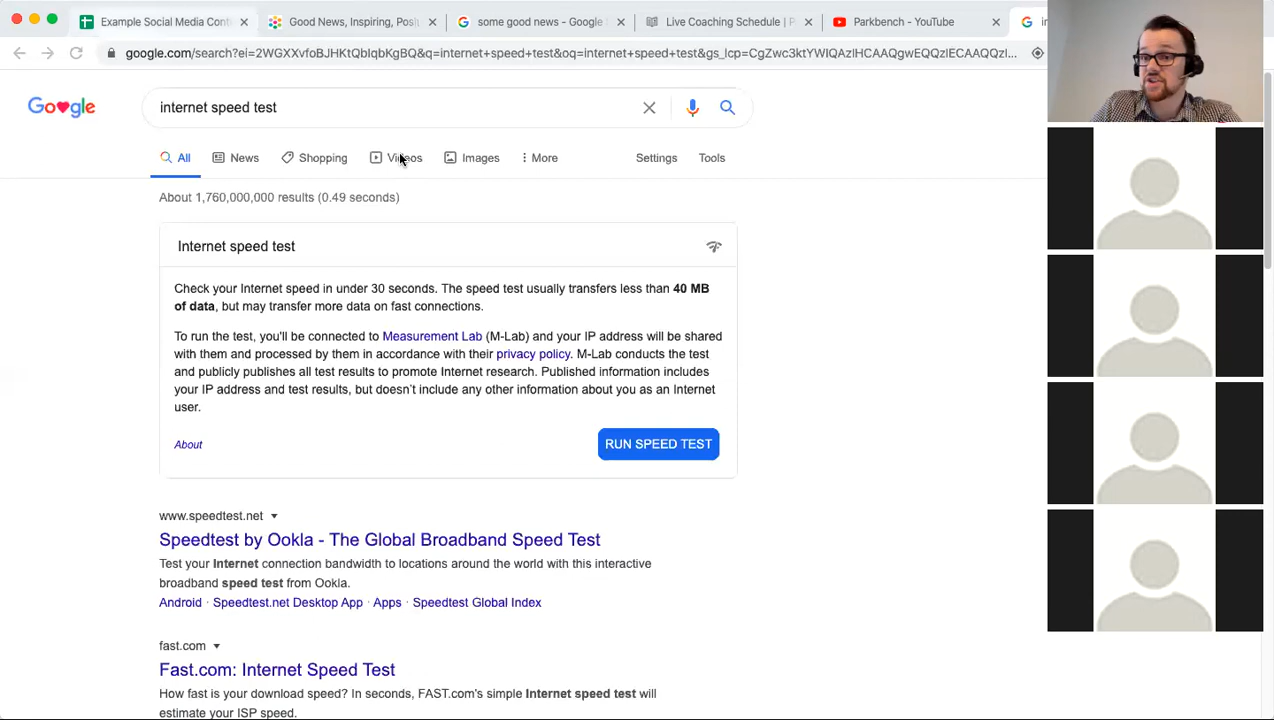 Example Social Media Cont
Good News, Inspiring, Posi
some good news - Google
Live Coaching Schedule | P
Parkbench - YouTube
in
google.com/search?ei=2WGXXvfoBJHKtQbIqbKgBQ&q=internet+speed+test&oq=internet+speed+test&gs_lcp=CgZwc3ktYWIQAzIHCAAQgwEQQzIECAAQQzI...
Google
internet speed test
All
News
Shopping
Videos
Images
More
Settings
Tools
About 1,760,000,000 results (0.49 seconds)
Internet speed test
Check your Internet speed in under 30 seconds. The speed test usually transfers less than 40 MB
of data, but may transfer more data on fast connections.
To run the test, you'll be connected to Measurement Lab (M-Lab) and your IP address will be shared
with them and processed by them in accordance with their privacy policy. M-Lab conducts the test
and publicly publishes all test results to promote Internet research. Published information includes
your IP address and test results, but doesn't include any other information about you as an Internet
user.
About
RUN SPEED TEST
www.speedtest.net
Speedtest by Ookla - The Global Broadband Speed Test
Test your Internet connection bandwidth to locations around the world with this interactive
broadband speed test from Ookla.
Android · Speedtest.net Desktop App · Apps · Speedtest Global Index
fast.com
Fast.com: Internet Speed Test
How fast is your download speed? In seconds, FAST.com's simple Internet speed test will
estimate your ISP speed.